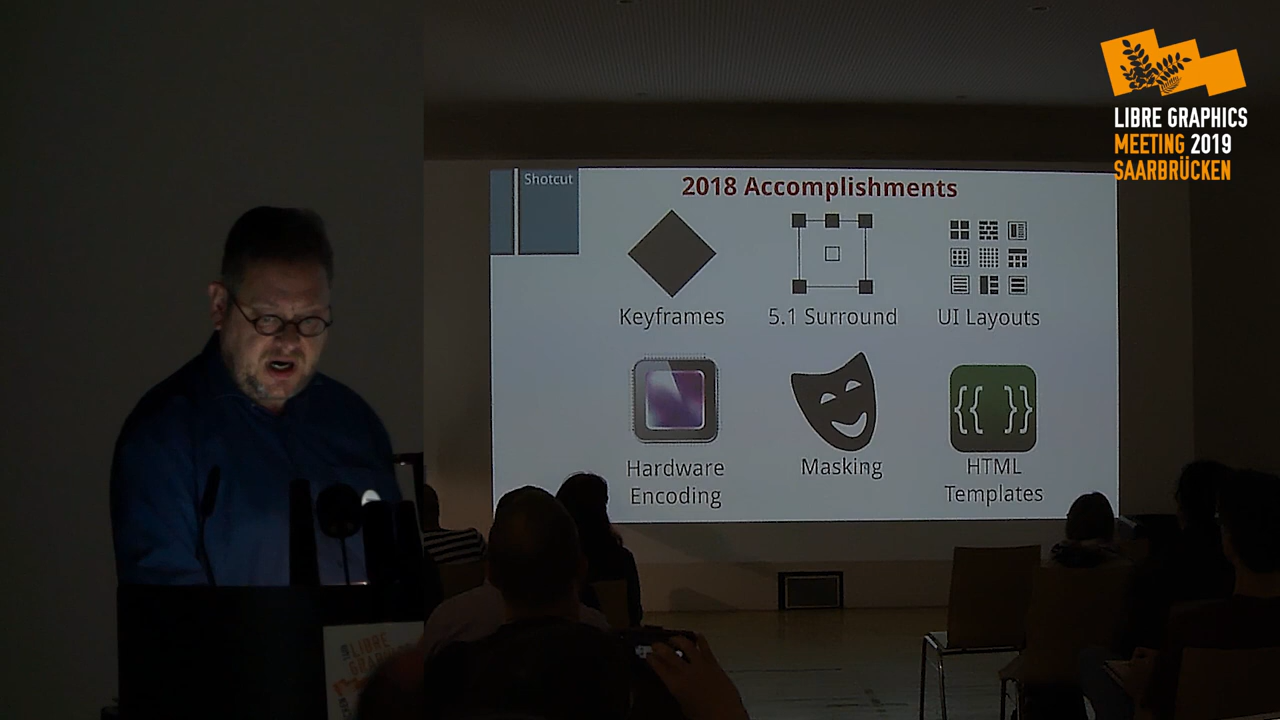 LIBRE GRAPHICS
MEETING 2019
SAARBRÜCKEN
Shotcut
2018 Accomplishments
Keyframes
5.1 Surround
UI Layouts
Hardware
Encoding
Masking
{{ }}
HTML
Templates
LIBRE